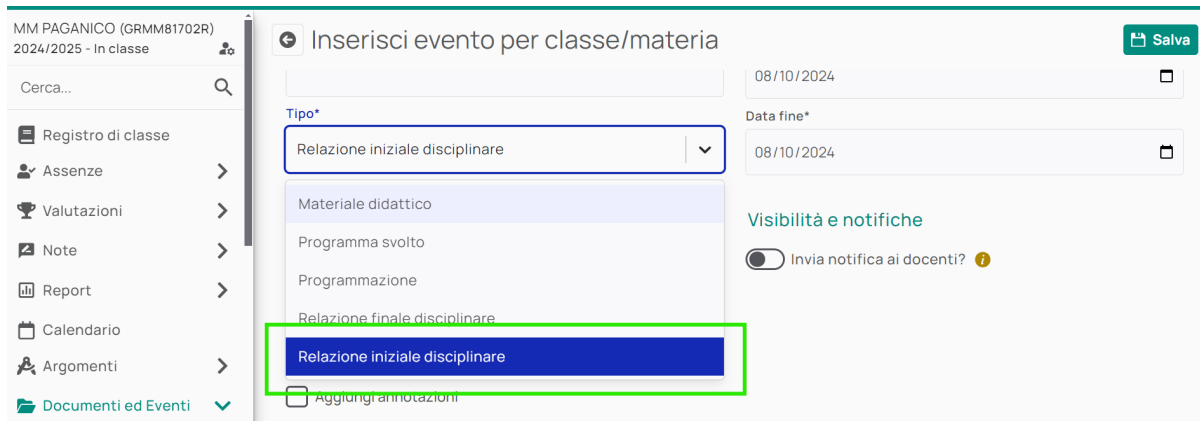 MM PAGANICO (GRMM81702R)
2024/2025 - In classe
Cerca...
Registro di classe
Assenze
Valutazioni
Note
Report
Calendario
Argomenti
Documenti ed Eventi
Inserisci evento per classe/materia
Salva
08/10/2024
Tipo*
Relazione iniziale disciplinare
Data fine*
08/10/2024
Materiale didattico
Programma svolto
Programmazione
Relazione finale disciplinare
Relazione iniziale disciplinare
Aggiungi annotazioni
Visibilità e notifiche
Invia notifica ai docenti?